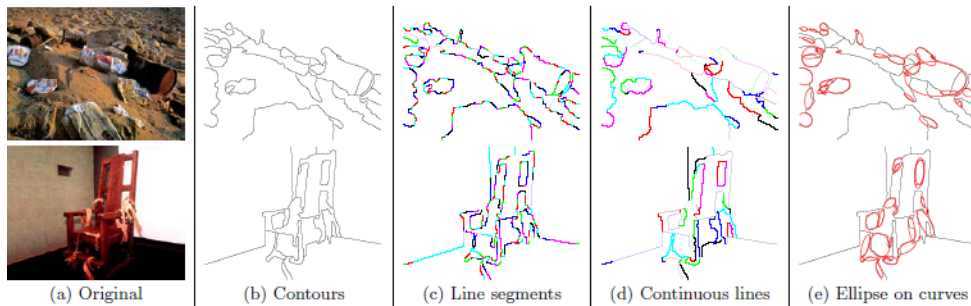 (a) Original
(b) Contours
(c) Line segments
(d) Continuous lines
(e) Ellipse on curves